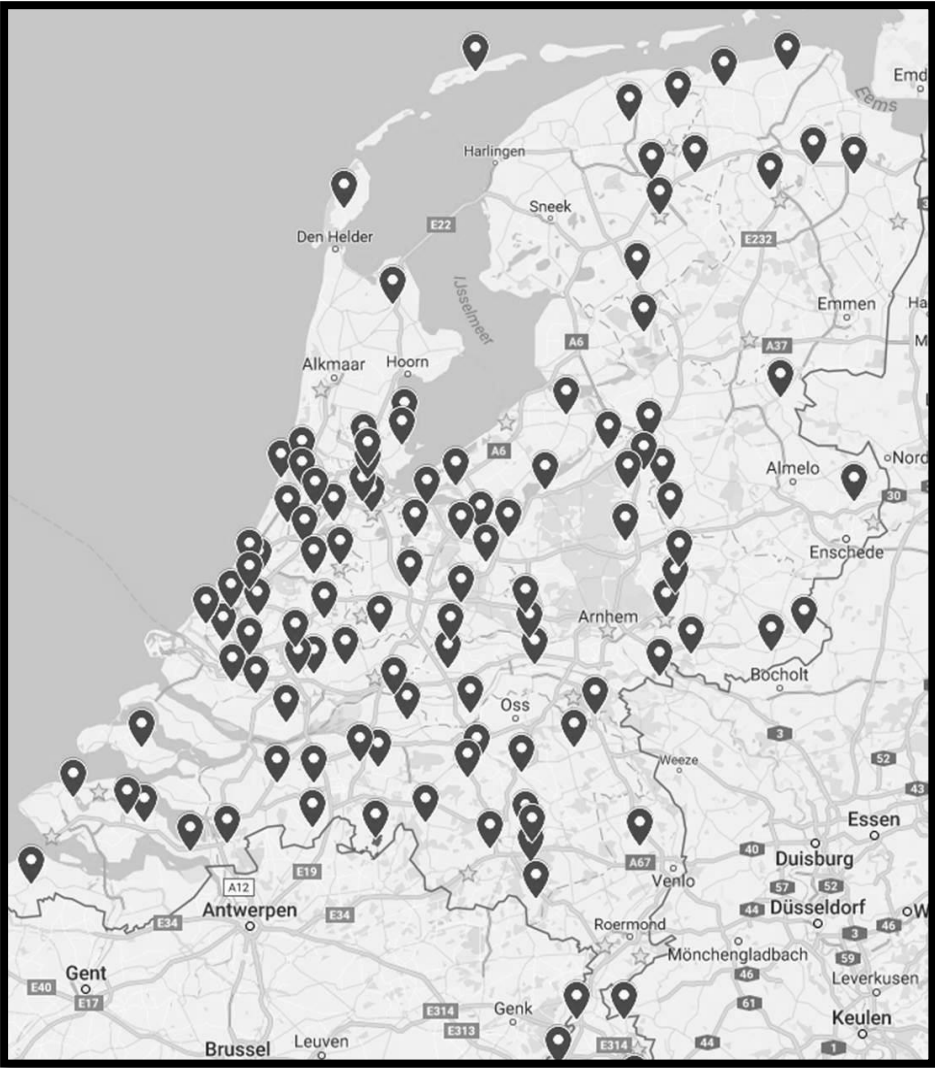 Emd
Eems
Harlingen
Sneek
E22
Den Helder
E232
IJsselmeer
Emmen
Ha
A6
A37
M
Alkmaar
Hoorn
A6
Nord
Almelo
30
Enschede
Arnhem
Bocholt
Oss
3
Weeze
52
43
Essen
40
Duisburg
A67
E19
Venlo
A12
57
52
Antwerpen
E34
E34
44
Düsseldorf
W
46
3
Roermond
Mönchengladbach
59
Gent
46
Leverkusen
E40
E17
E314
Genk
61
Keulen
E313
Brussel
Leuven
E314
44
1